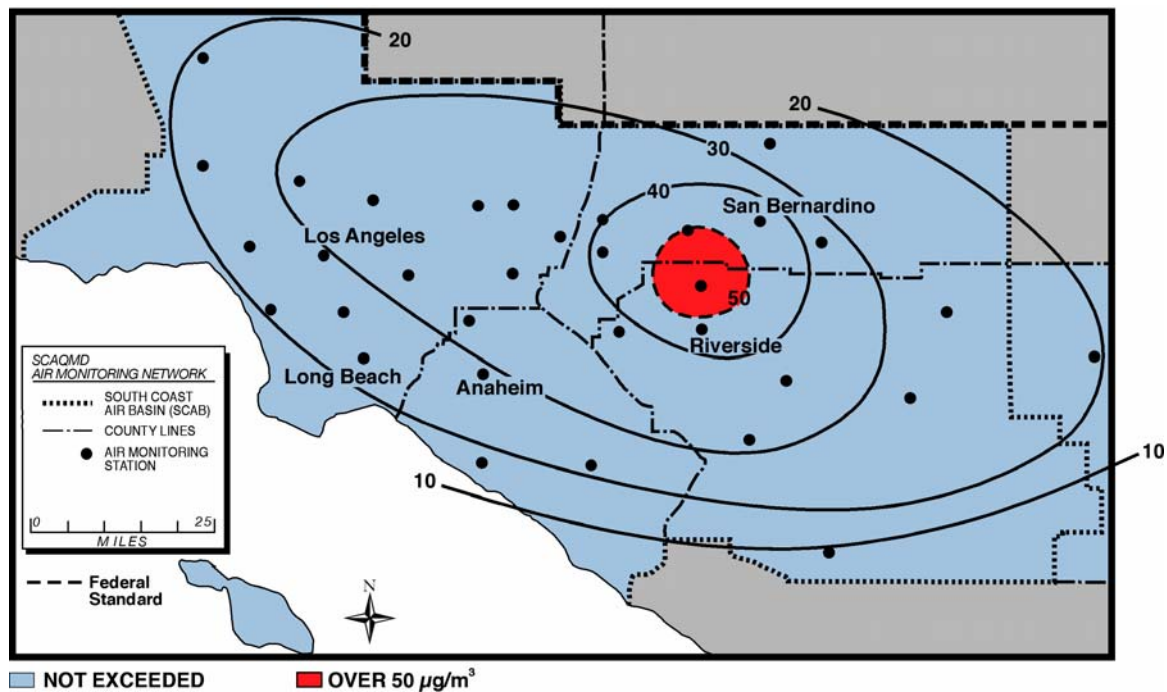 20
20
30
40
San Bernardino
Los Angeles
50
Riverside
Long Beach
Anaheim
10
10
SCAQMD
AIR MONITORING NETWORK
SOUTH COAST
AIR BASIN (SCAB)
COUNTY LINES
AIR MONITORING
STATION
0 25
MILES
Federal
Standard
N
NOT EXCEEDED
OVER 50 µg/m³